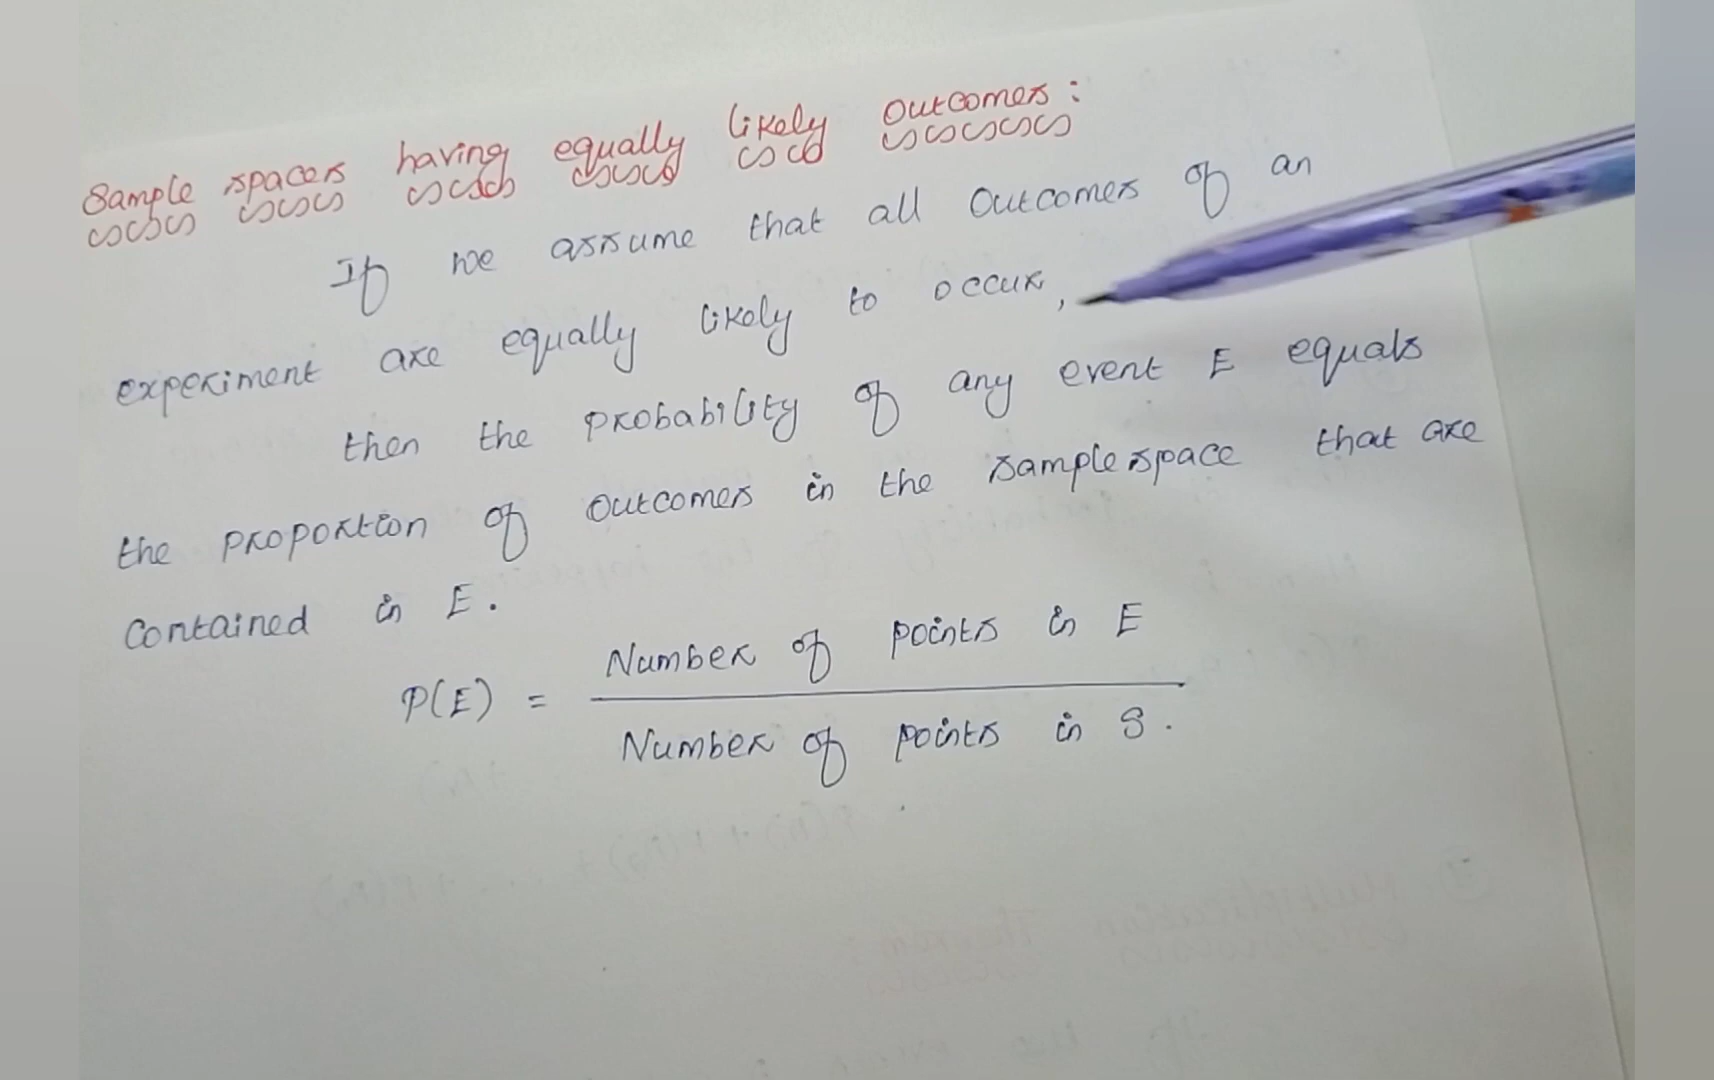 Sample spaces having equally likely outcomes :
If we assume that all outcomes of an
experiment are equally likely to occur,
then the probability of any event E equals
the proportion of outcomes in the sample space that are
contained in E.
P(E) = Number of points in E
Number of points in S.